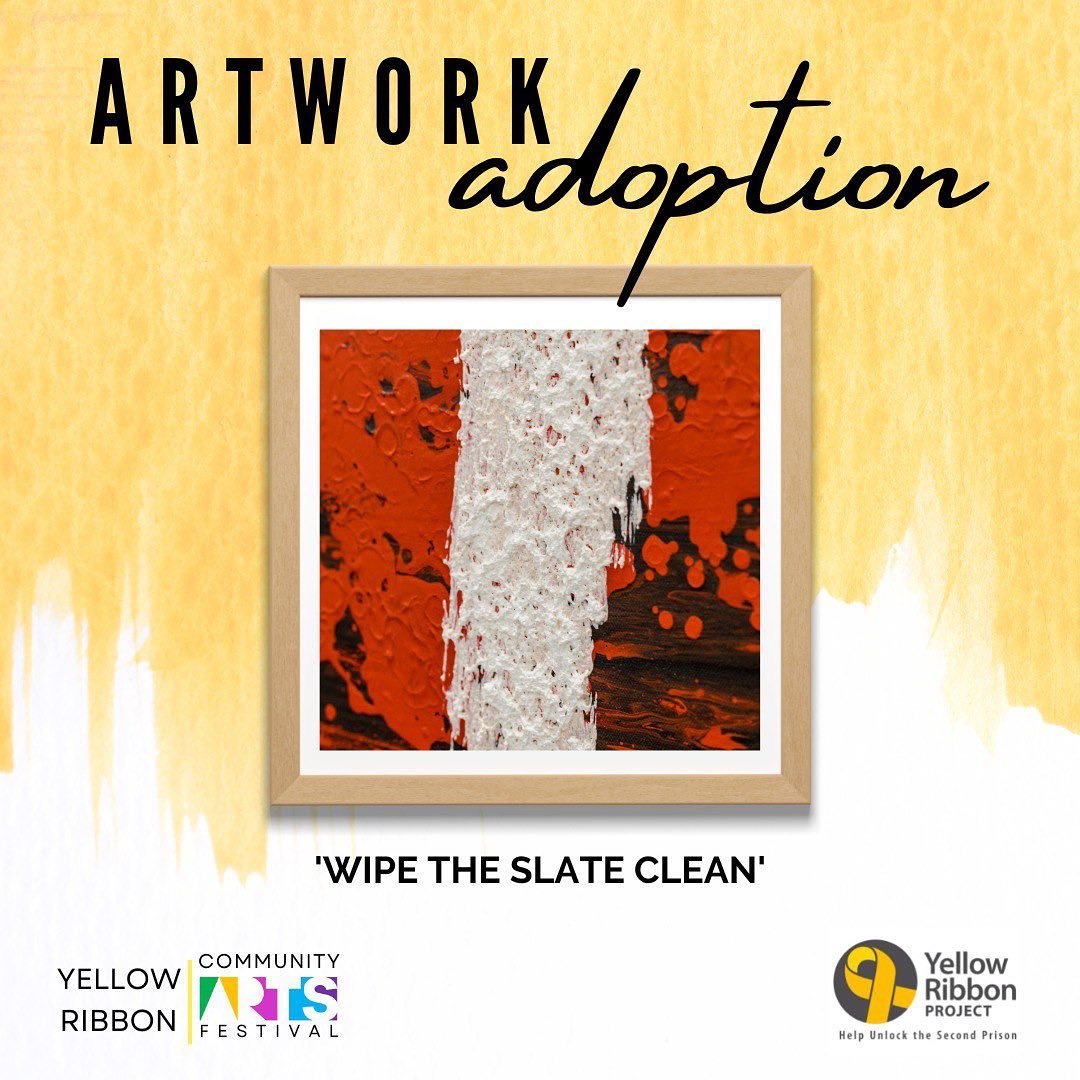 ARTWORK
adoption
'WIPE THE SLATE CLEAN'
YELLOW
RIBBON
COMMUNITY
ARTS
FESTIVAL
Yellow
Ribbon
PROJECT
Help Unlock the Second Prison